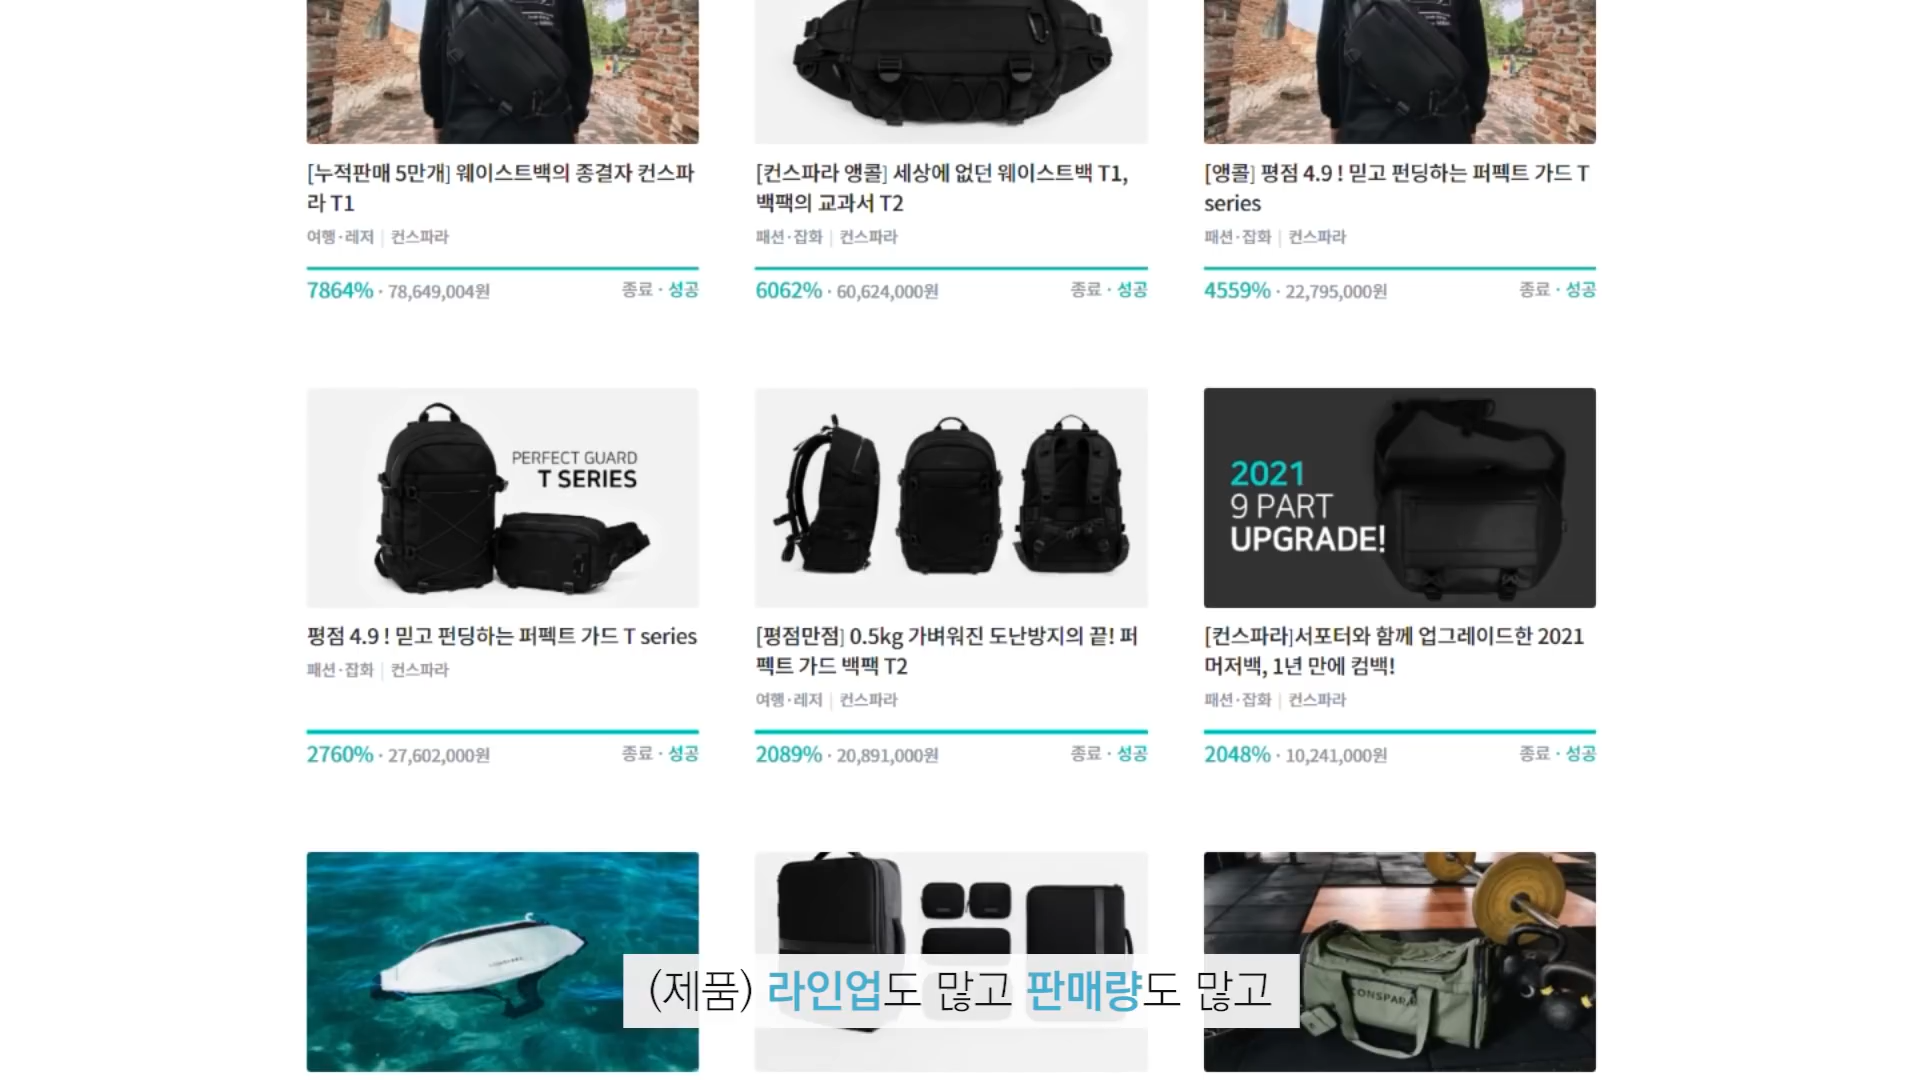 [누적판매 5만개] 웨이스트백의 종결자 컨스파
라 T1
여행·레저 | 컨스파라
7864% · 78,649,004원
종료 · 성공
[컨스파라 앵콜] 세상에 없던 웨이스트백 T1,
백팩의 교과서 T2
패션·잡화 | 컨스파라
6062% · 60,624,000원
종료 · 성공
[앵콜] 평점 4.9 ! 믿고 펀딩하는 퍼펙트 가드 T
series
패션·잡화 | 컨스파라
4559% · 22,795,000원
종료 · 성공
PERFECT GUARD
T SERIES
평점 4.9 ! 믿고 펀딩하는 퍼펙트 가드 T series
패션·잡화 | 컨스파라
2760% · 27,602,000원
종료 · 성공
[평점만점] 0.5kg 가벼워진 도난방지의 끝! 퍼
펙트 가드 백팩 T2
여행·레저 | 컨스파라
2089% · 20,891,000원
종료 · 성공
2021
9 PART
UPGRADE!
[컨스파라]서포터와 함께 업그레이드한 2021
머저백, 1년 만에 컴백!
패션·잡화 | 컨스파라
2048% · 10,241,000원
종료 · 성공
(제품) 라인업도 많고 판매량도 많고